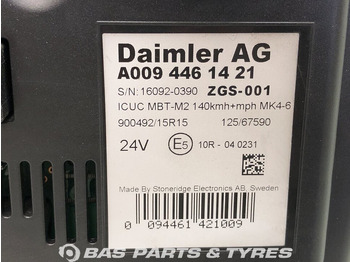 Daimler AG
A009 446 14 21
S/N: 16092-0390 ZGS-001
ICUC MBT-M2 140kmh+mph MK4-6
900492/15R15 125/67590
24V E5 10R - 04 0231
Made By Stoneridge Electronics AB, Sweden
0 094461 421009
GBS PARTS & TYRES